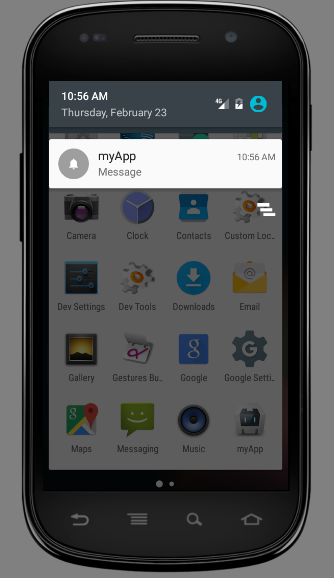 10:56 AM
Thursday, February 23
4G
myApp
10:56 AM
Message
Camera
Clock
Contacts
Custom Loc..
Dev Settings
Dev Tools
Downloads
Email
Gallery
Gestures Bu..
Google
Google Setti..
Maps
Messaging
Music
myApp